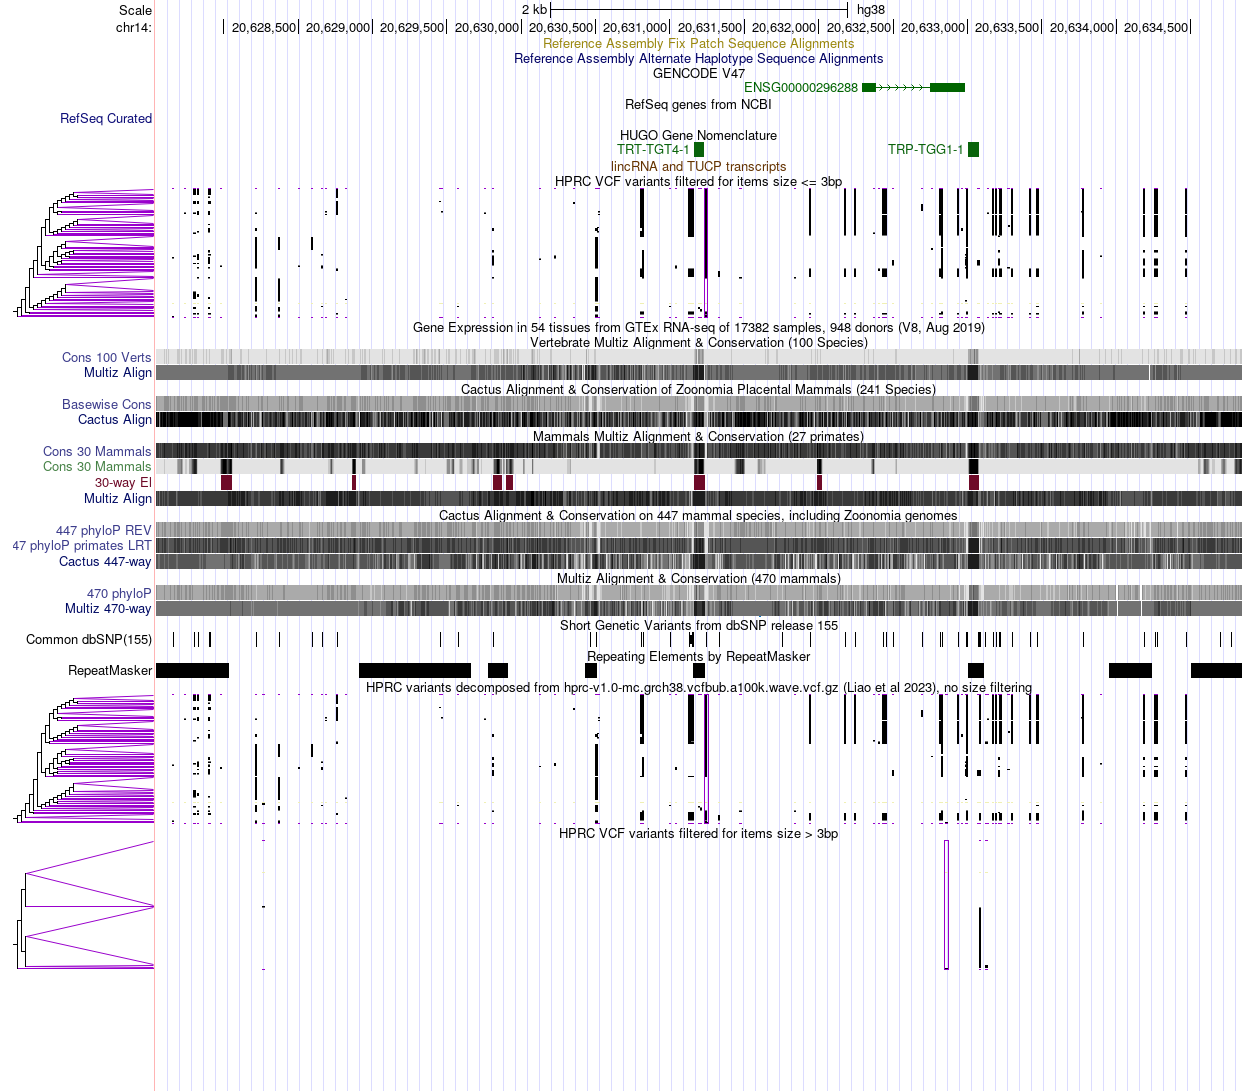 Scale 2 kb hg38
chr14: 20,628,500 20,629,000 20,629,500 20,630,000 20,630,500 20,631,000 20,631,500 20,632,000 20,632,500 20,633,000 20,633,500 20,634,000 20,634,500
Reference Assembly Fix Patch Sequence Alignments
Reference Assembly Alternate Haplotype Sequence Alignments
GENCODE V47
ENSG00000296288
RefSeq genes from NCBI
RefSeq Curated
HUGO Gene Nomenclature
TRT-TGT4-1 TRP-TGG1-1
lincRNA and TUCP transcripts
HPRC VCF variants filtered for items size <= 3bp
Gene Expression in 54 tissues from GTEx RNA-seq of 17382 samples, 948 donors (V8, Aug 2019)
Vertebrate Multiz Alignment & Conservation (100 Species)
Cons 100 Verts
Multiz Align
Cactus Alignment & Conservation of Zoonomia Placental Mammals (241 Species)
Basewise Cons
Cactus Align
Mammals Multiz Alignment & Conservation (27 primates)
Cons 30 Mammals
Cons 30 Mammals
30-way El
Multiz Align
Cactus Alignment & Conservation on 447 mammal species, including Zoonomia genomes
447 phyloP REV
47 phyloP primates LRT
Cactus 447-way
Multiz Alignment & Conservation (470 mammals)
470 phyloP
Multiz 470-way
Short Genetic Variants from dbSNP release 155
Common dbSNP(155)
Repeating Elements by RepeatMasker
RepeatMasker
HPRC variants decomposed from hprc-v1.0-mc.grch38.vcfbub.a100k.wave.vcf.gz (Liao et al 2023), no size filtering
HPRC VCF variants filtered for items size > 3bp